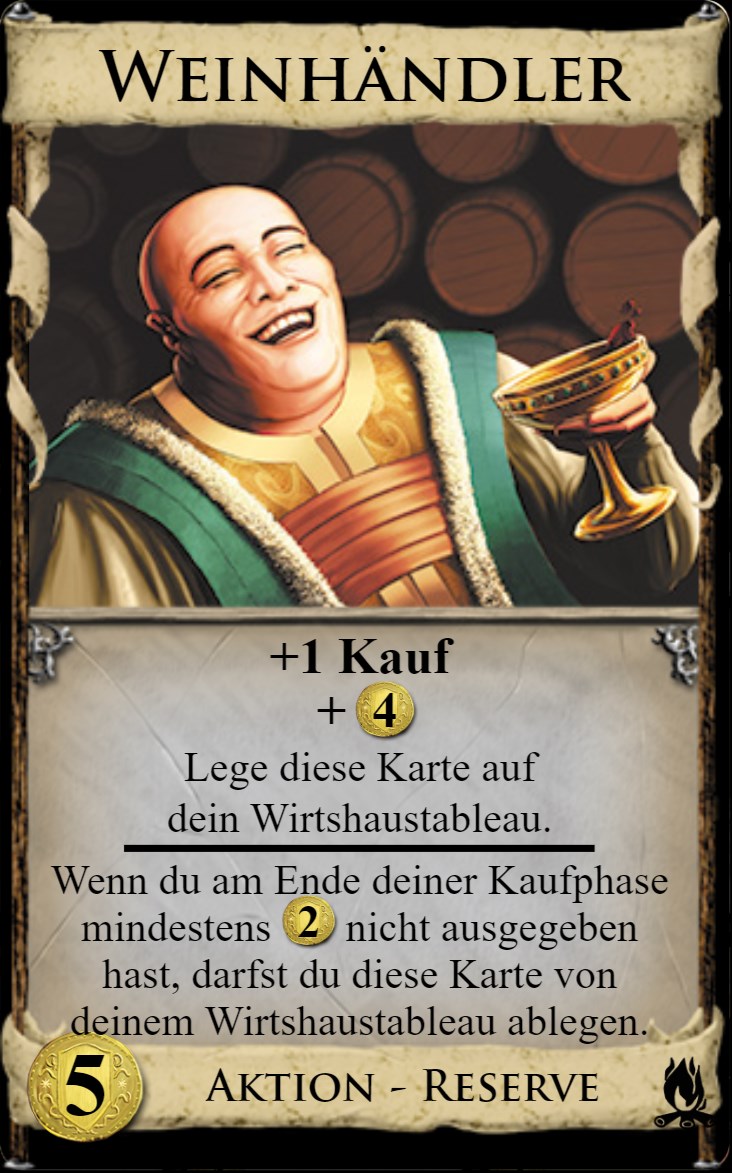 Weinhändler
+1 Kauf
+ 4
Lege diese Karte auf
dein Wirtshaustableau.
Wenn du am Ende deiner Kaufphase
mindestens 2 nicht ausgegeben
hast, darfst du diese Karte von
deinem Wirtshaustableau ablegen.
5 Aktion - Reserve